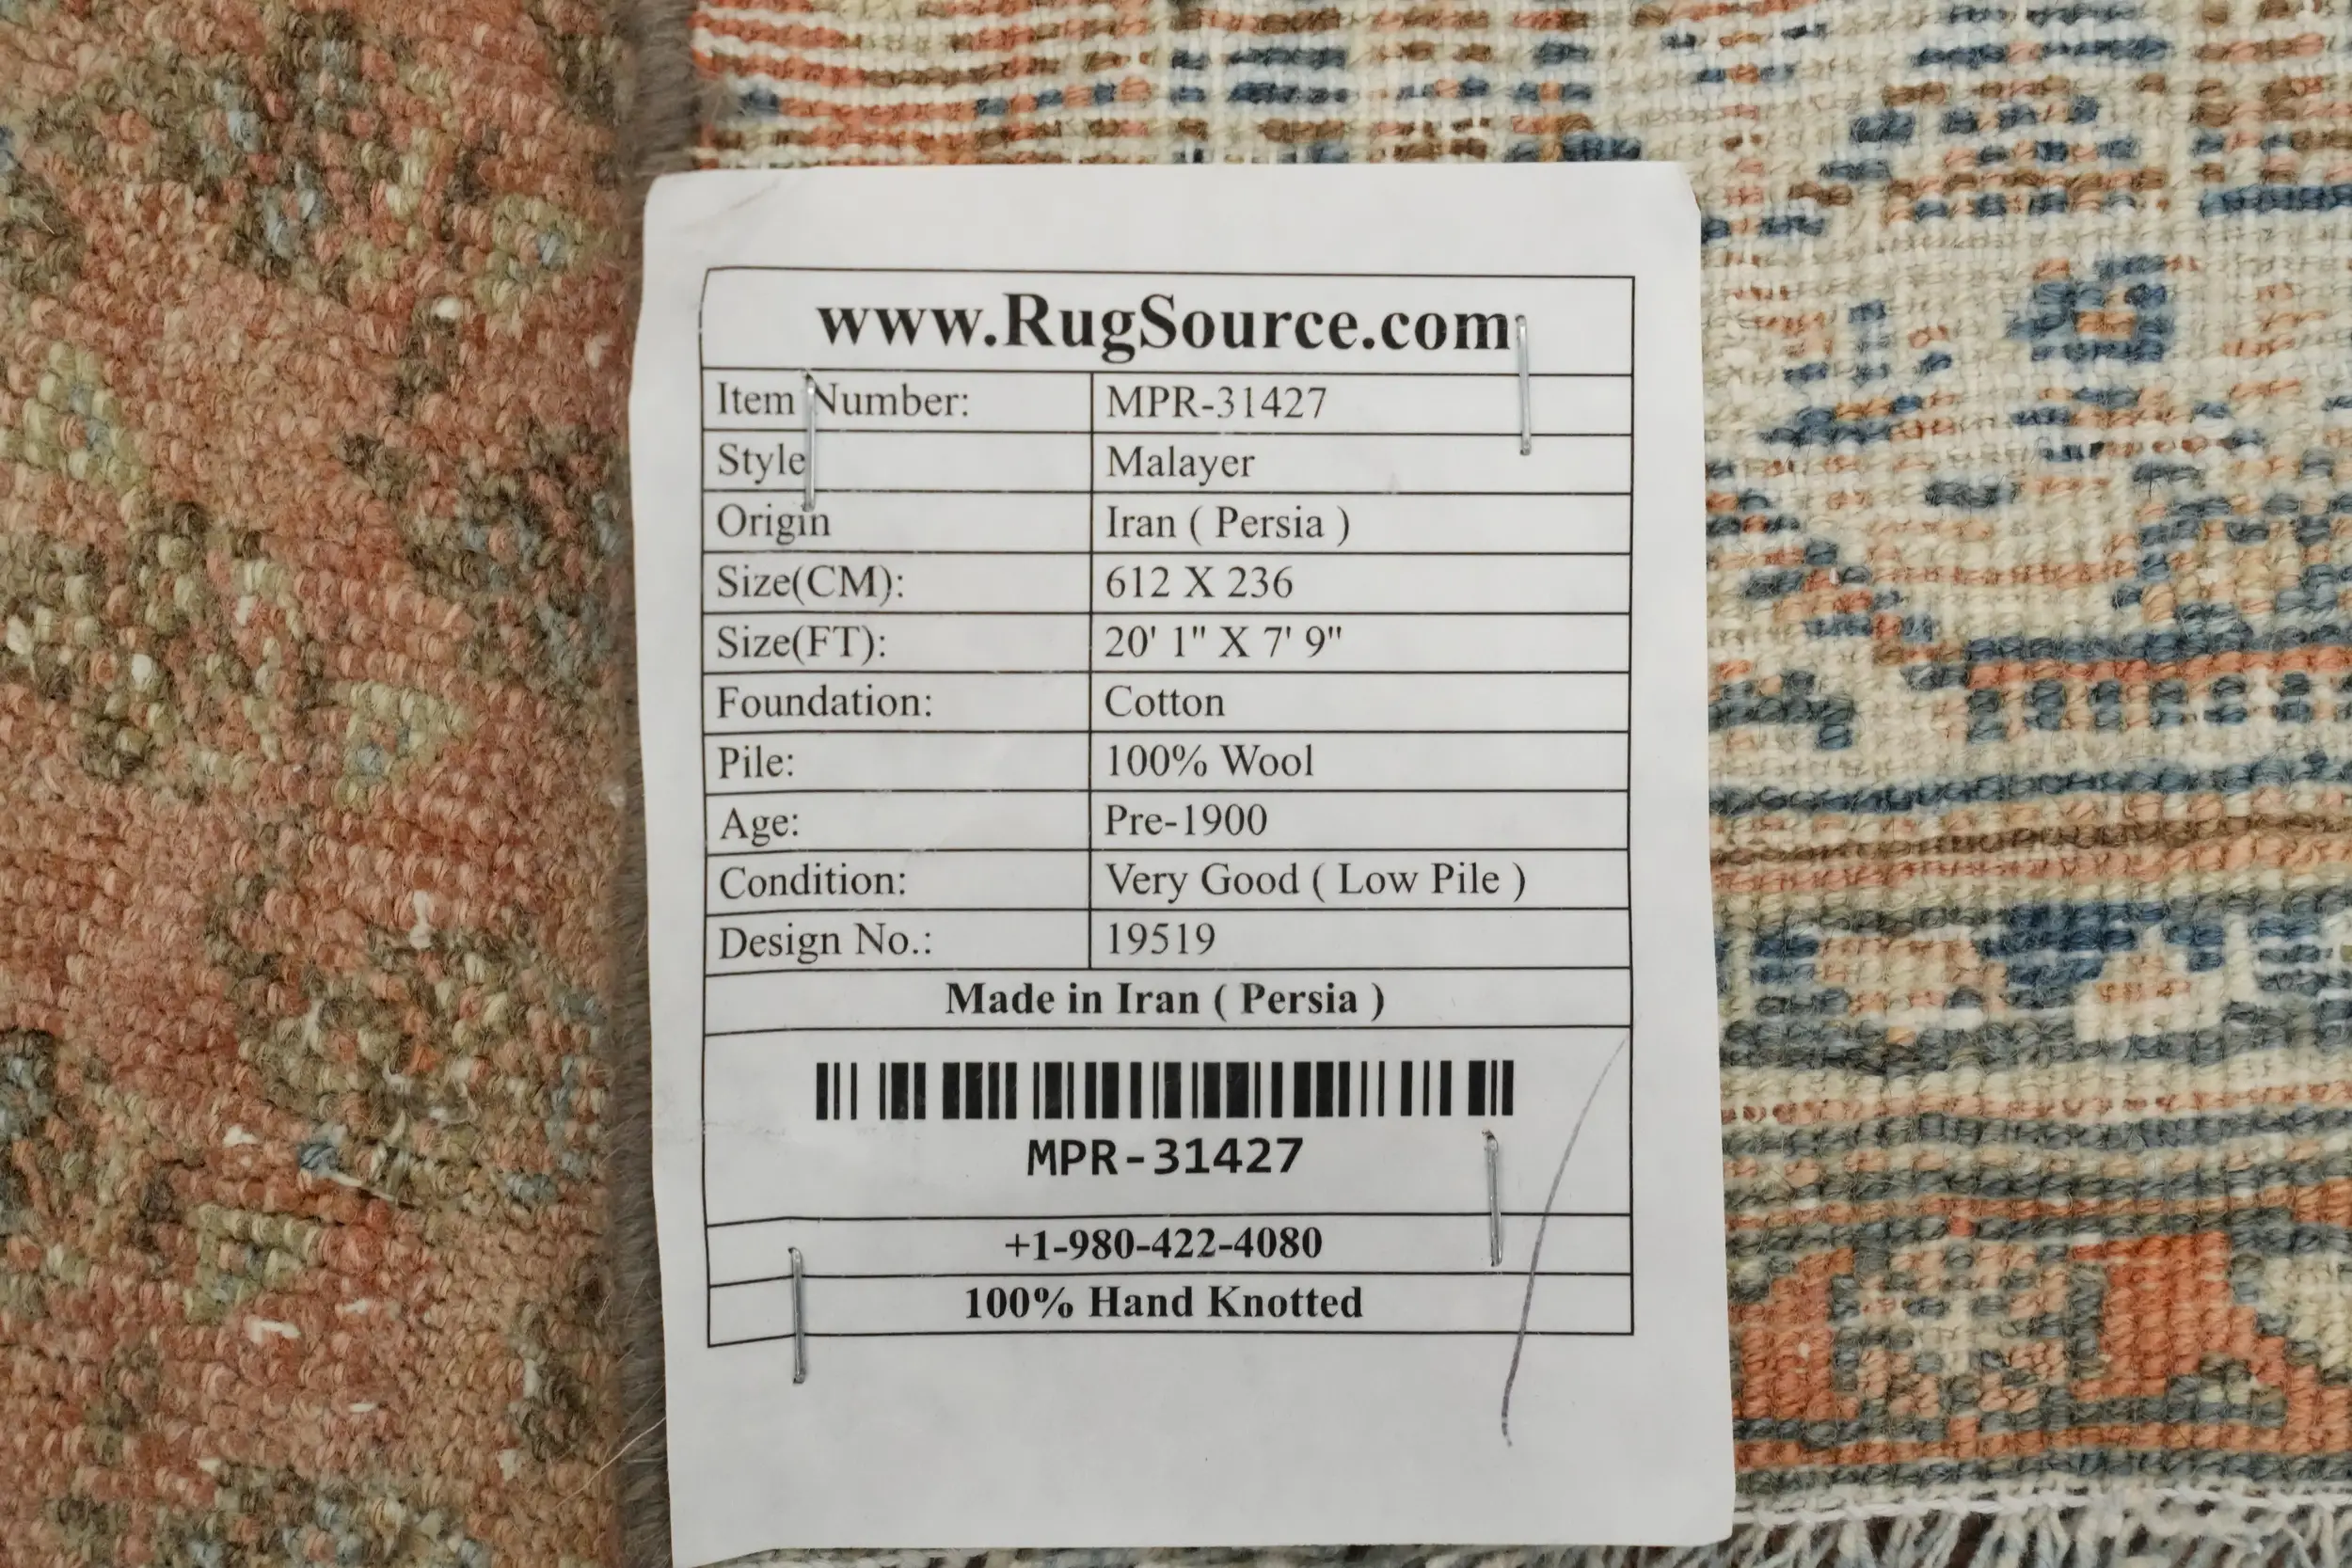 www.RugSource.com
Item Number: MPR-31427
Style Malayer
Origin Iran ( Persia )
Size(CM): 612 X 236
Size(FT): 20' 1" X 7' 9"
Foundation: Cotton
Pile: 100% Wool
Age: Pre-1900
Condition: Very Good ( Low Pile )
Design No.: 19519
Made in Iran ( Persia )
MPR-31427
+1-980-422-4080
100% Hand Knotted